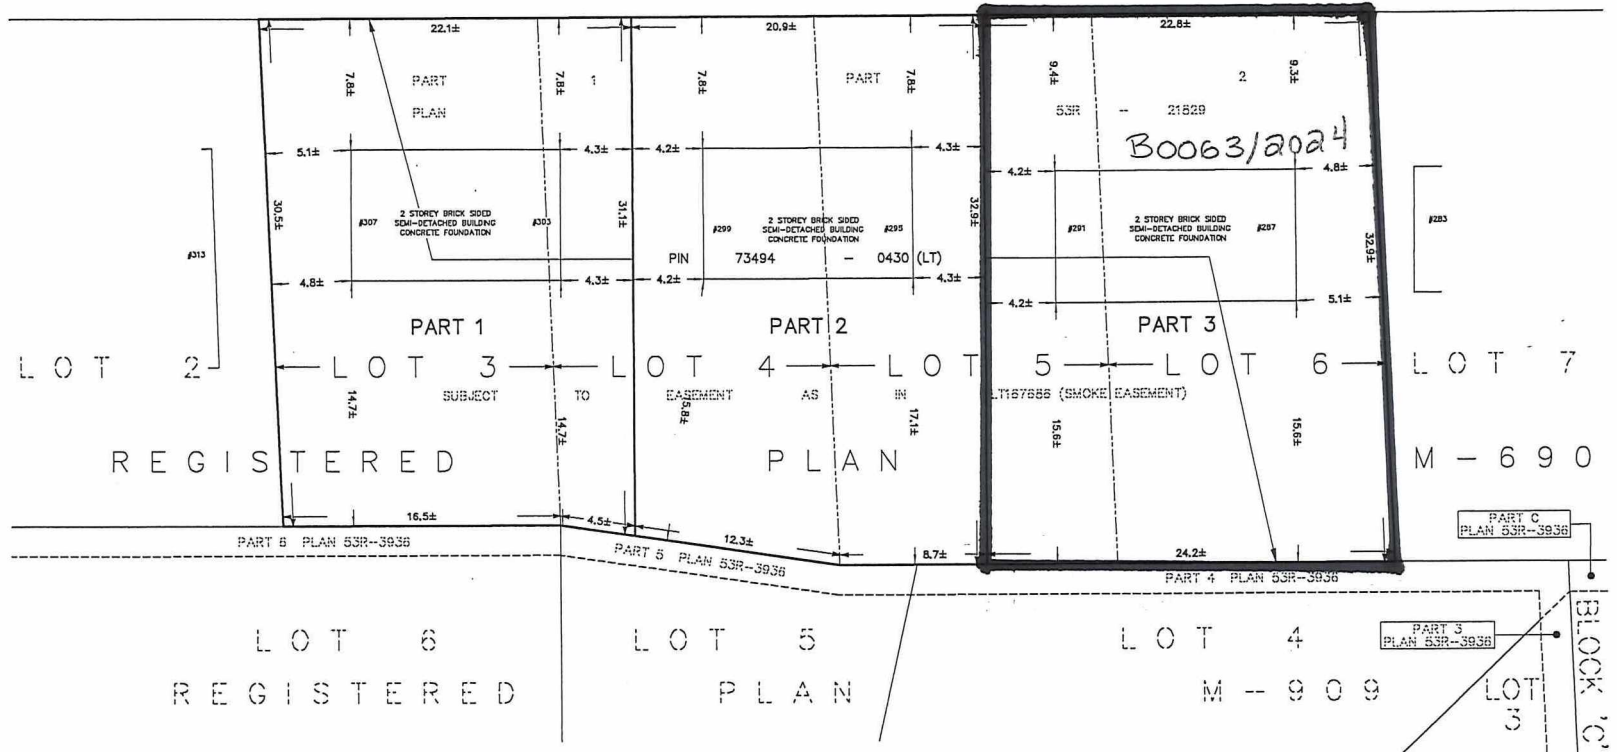 22.1±
20.9±
22.8±
7.8±
PART
7.8±
1
7.8±
PART
7.8±
9.4±
2
9.3±
PLAN
53R - 21829
B0063/2024
5.1±
4.3±
4.2±
4.3±
4.2±
4.8±
30.5±
31.1±
32.9±
32.9±
#313
#307
2 STOREY BRICK SIDED
SEMI-DETACHED BUILDING
CONCRETE FOUNDATION
#303
#299
2 STOREY BRICK SIDED
SEMI-DETACHED BUILDING
CONCRETE FOUNDATION
#295
#291
2 STOREY BRICK SIDED
SEMI-DETACHED BUILDING
CONCRETE FOUNDATION
#287
#283
PIN 73494 - 0430 (LT)
4.8±
4.3±
4.2±
4.3±
4.2±
5.1±
PART 1
PART 2
PART 3
LOT 2
LOT 3
LOT 4
LOT 5
LOT 6
LOT 7
SUBJECT TO EASEMENT AS IN LT167686 (SMOKE EASEMENT)
14.7±
14.7±
15.8±
17.1±
15.6±
15.6±
REGISTERED PLAN M-690
16.5±
4.5±
12.3±
8.7±
24.2±
PART C
PLAN 53R-3936
PART 6 PLAN 53R-3936
PART 5 PLAN 53R-3936
PART 4 PLAN 53R-3936
LOT 6
LOT 5
LOT 4
PART 3
PLAN 53R-3936
BLOCK 'C'
REGISTERED PLAN M-909
LOT
3